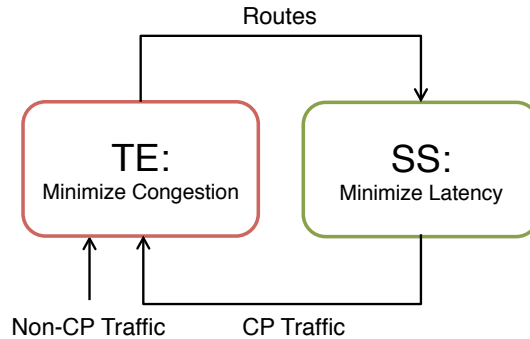 Routes
TE:
Minimize Congestion
SS:
Minimize Latency
Non-CP Traffic
CP Traffic